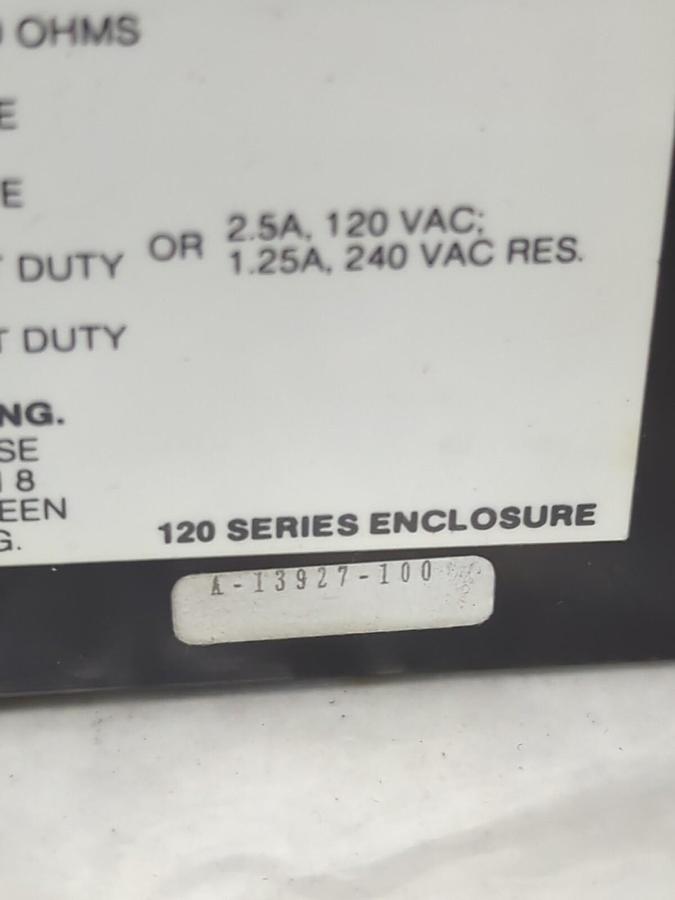 OHMS
E
E
DUTY OR 2.5A, 120 VAC;
1.25A, 240 VAC RES.
T DUTY
NG.
SE
8
EEN
G.
120 SERIES ENCLOSURE
A-13927-100